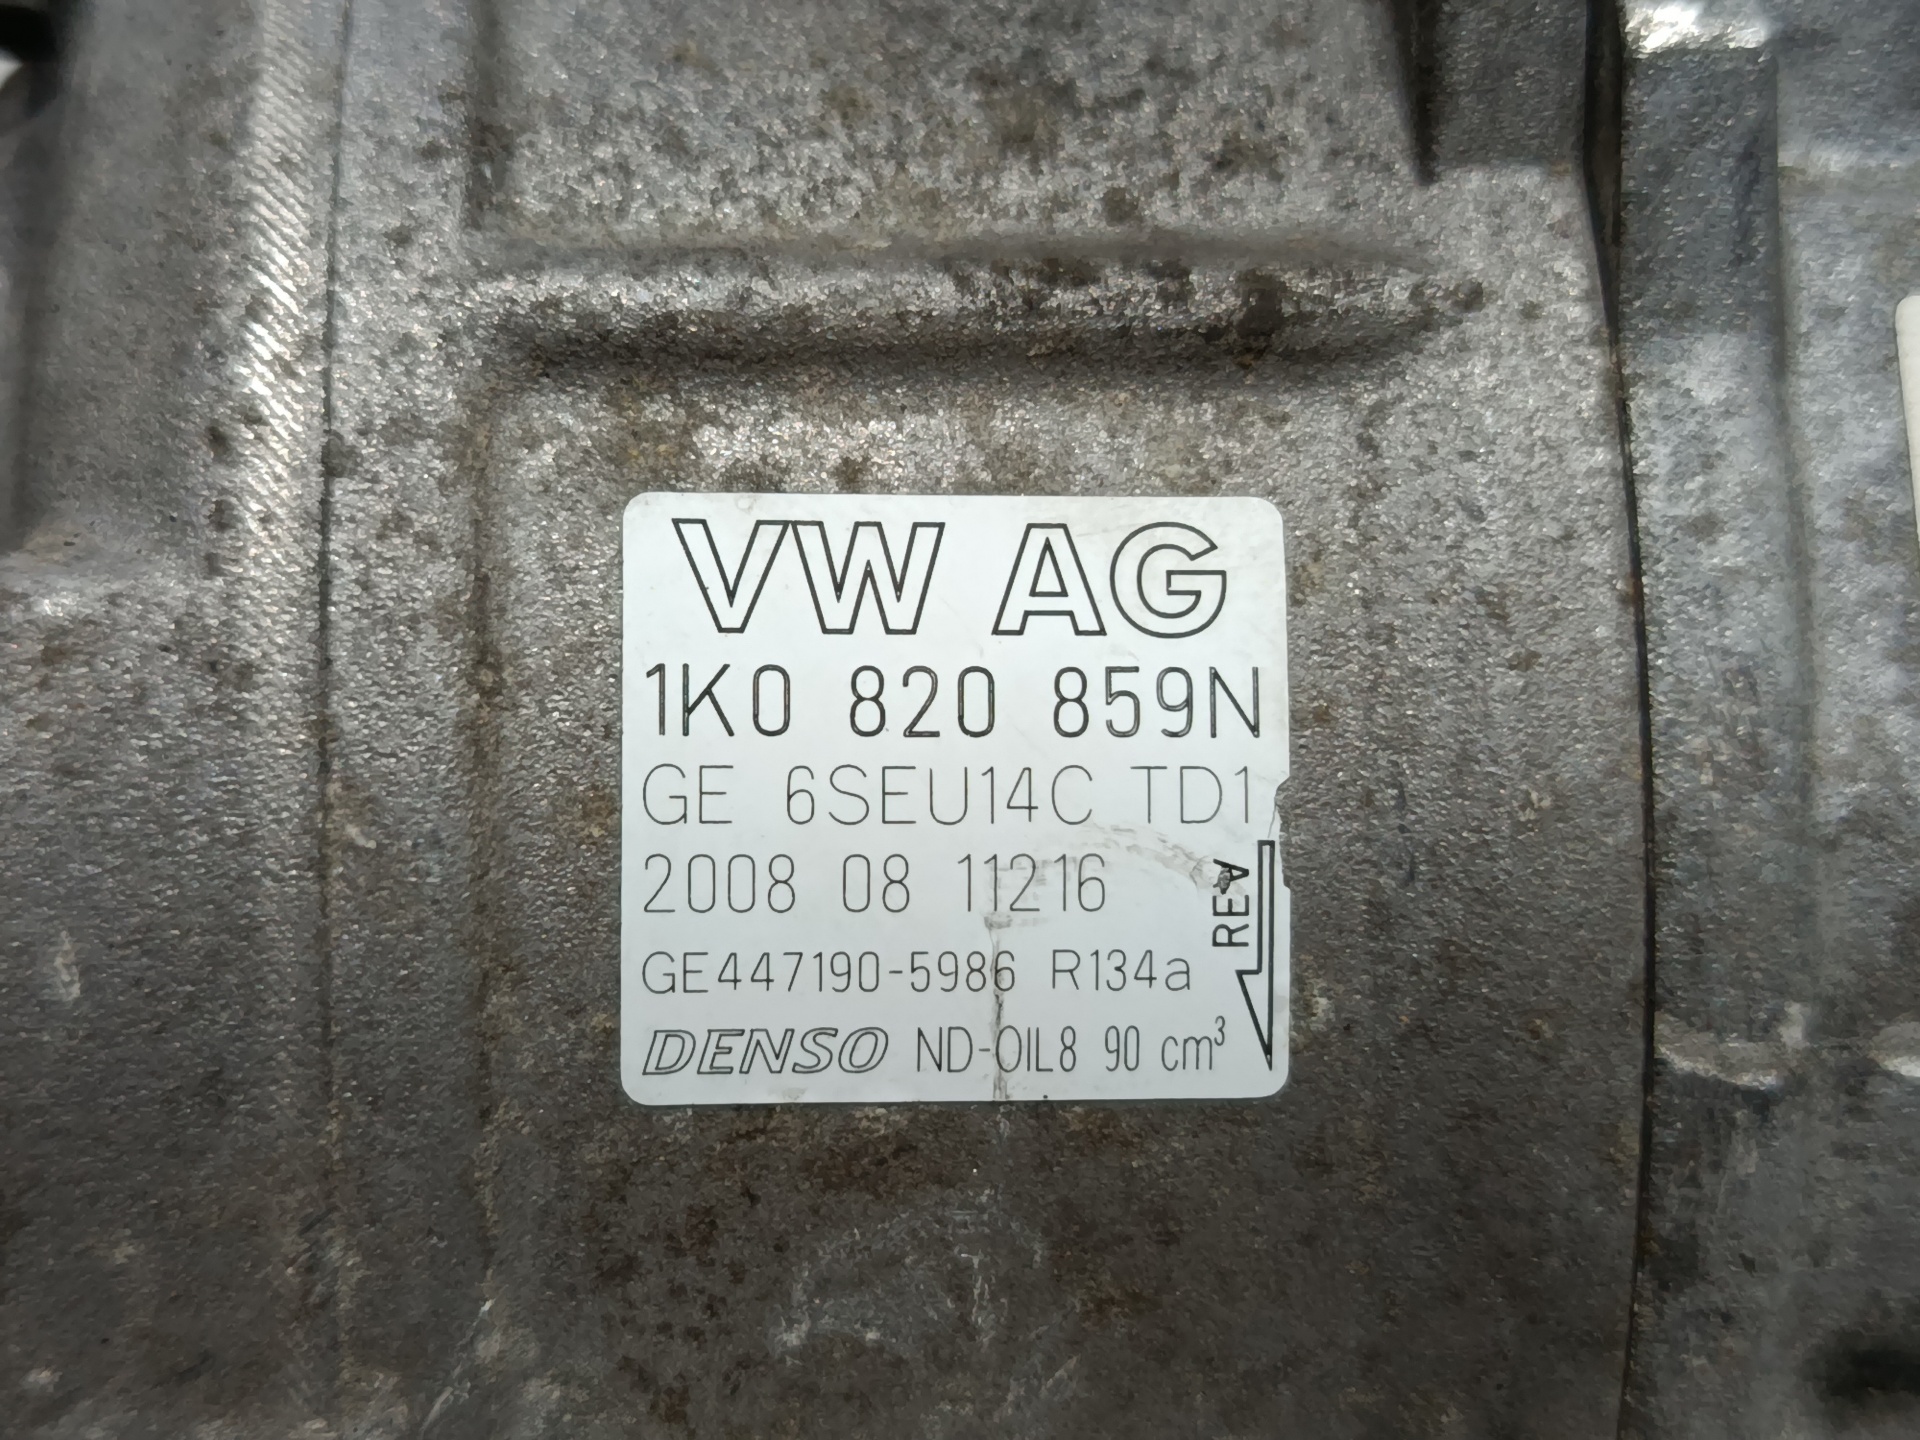 VW AG
1K0 820 859N
GE 6SEU14C TD1
2008 08 11216
REV
GE447190-5986 R134a
DENSO ND-OIL8 90 cm³